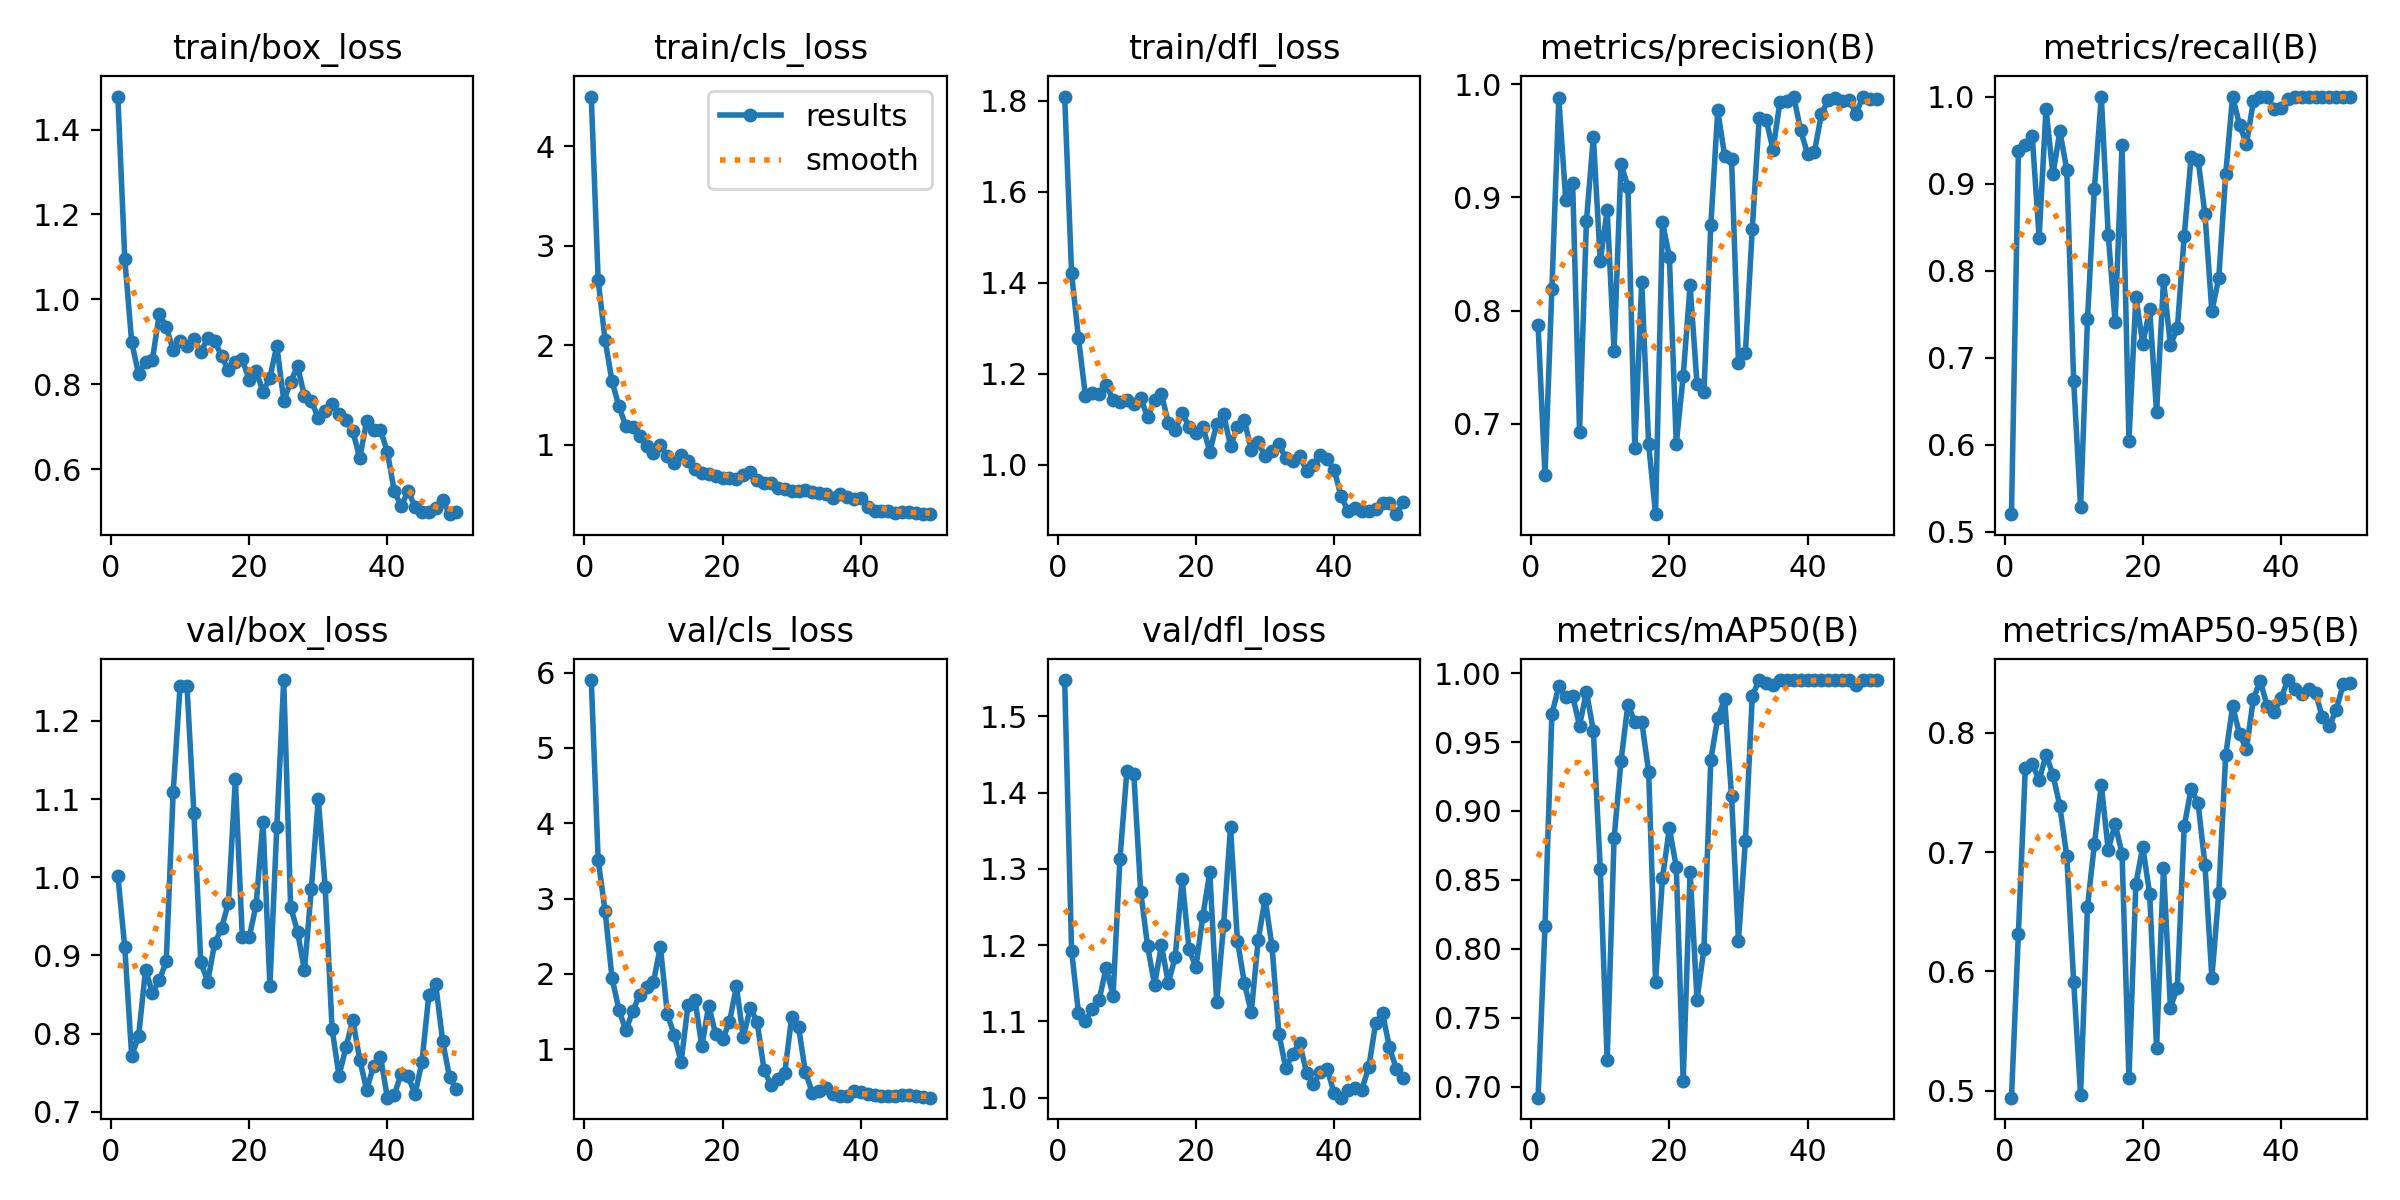 train/box_loss
1.4
1.2
1.0
0.8
0.6
0 20 40
train/cls_loss
results
smooth
4
3
2
1
0 20 40
train/dfl_loss
1.8
1.6
1.4
1.2
1.0
0 20 40
metrics/precision(B)
1.0
0.9
0.8
0.7
0 20 40
metrics/recall(B)
1.0
0.9
0.8
0.7
0.6
0.5
0 20 40
val/box_loss
1.2
1.1
1.0
0.9
0.8
0.7
0 20 40
val/cls_loss
6
5
4
3
2
1
0 20 40
val/dfl_loss
1.5
1.4
1.3
1.2
1.1
1.0
0 20 40
metrics/mAP50(B)
1.00
0.95
0.90
0.85
0.80
0.75
0.70
0 20 40
metrics/mAP50-95(B)
0.8
0.7
0.6
0.5
0 20 40